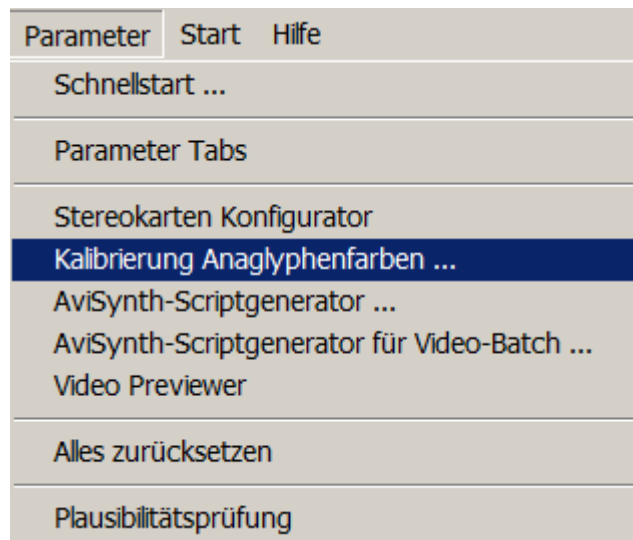 Parameter Start Hilfe
Schnellstart ...
Parameter Tabs
Stereokarten Konfigurator
Kalibrierung Anaglyphenfarben ...
AviSynth-Scriptgenerator ...
AviSynth-Scriptgenerator für Video-Batch ...
Video Previewer
Alles zurücksetzen
Plausibilitätsprüfung